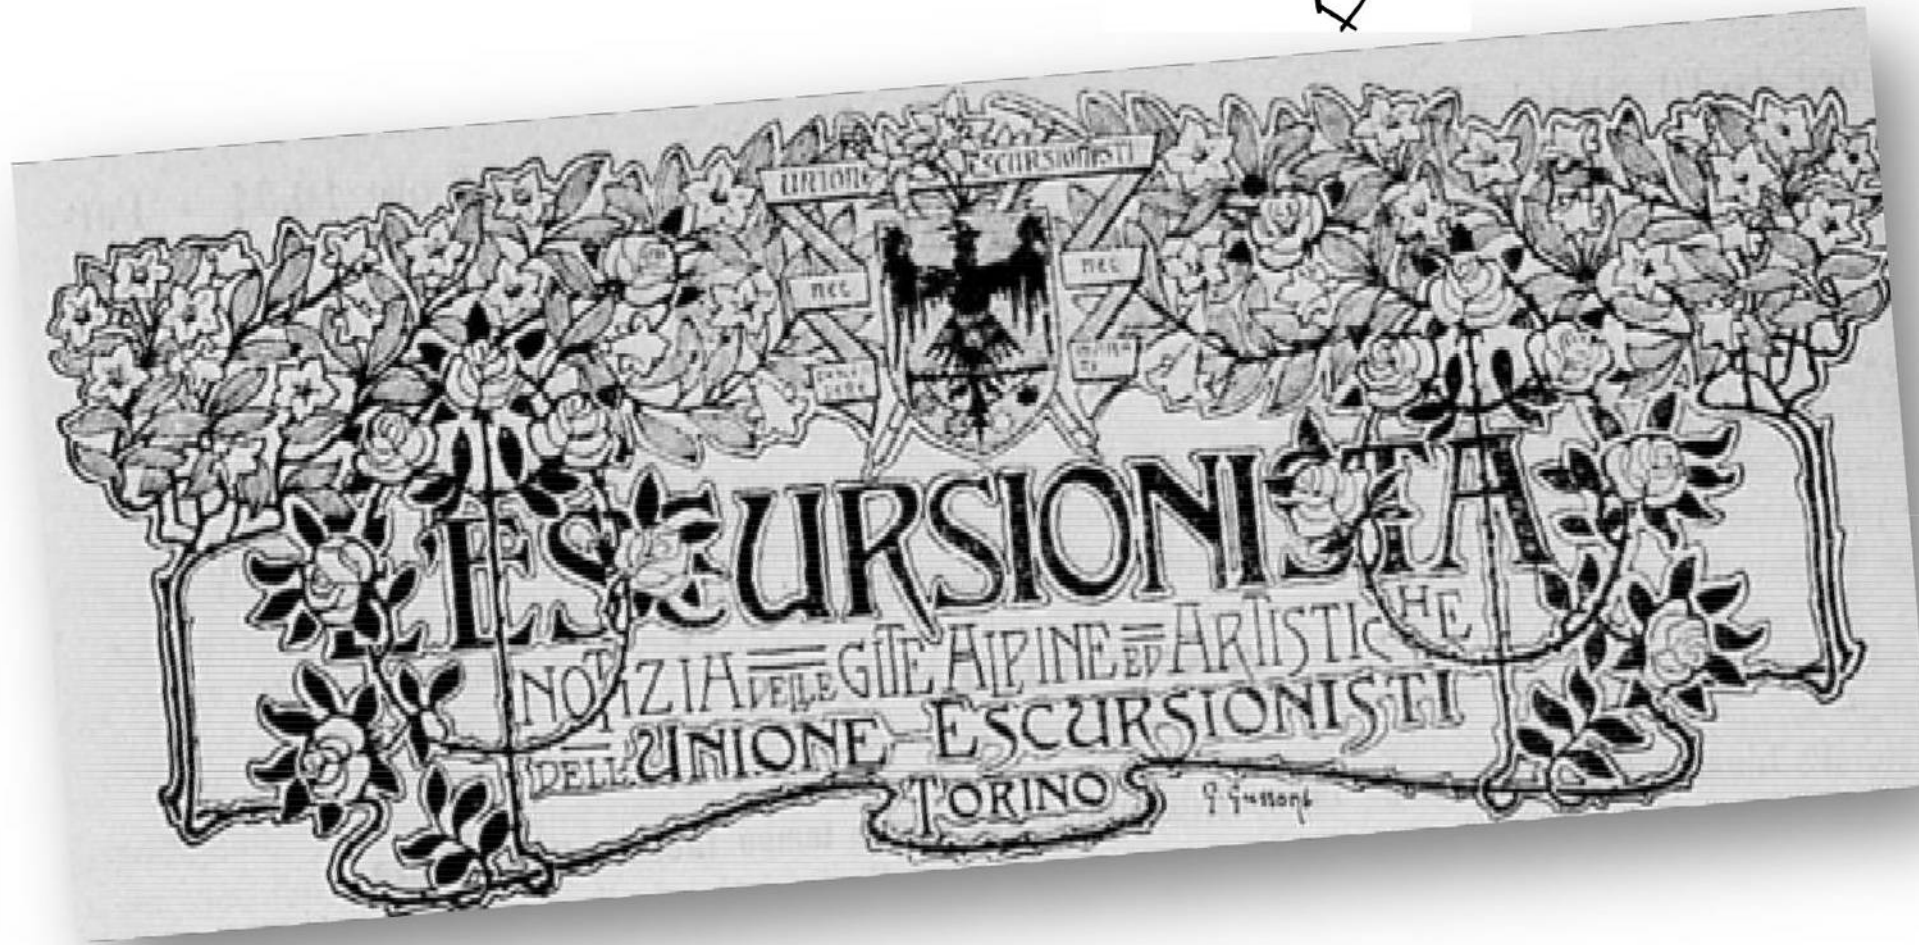 UNIONE ESCURSIONISTI
nec nec
L'ESCURSIONISTA
NOTIZIA DELLE GITE ALPINE ED ARTISTICHE
DELL'UNIONE ESCURSIONISTI
TORINO